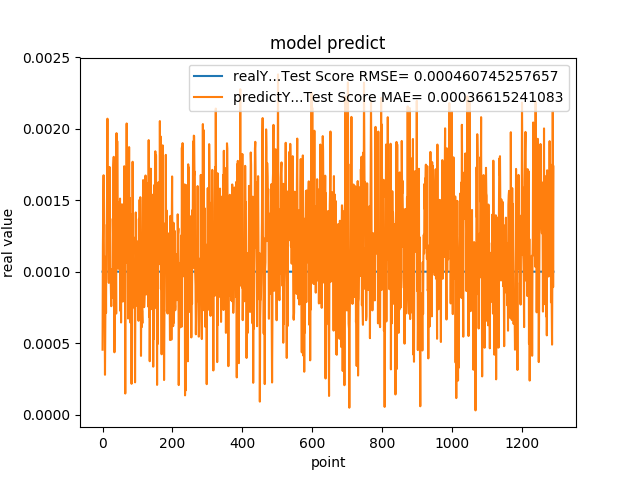 model predict
realY...Test Score RMSE= 0.000460745257657
predictY...Test Score MAE= 0.00036615241083
0.0025
0.0020
0.0015
0.0010
0.0005
0.0000
real value
0 200 400 600 800 1000 1200
point